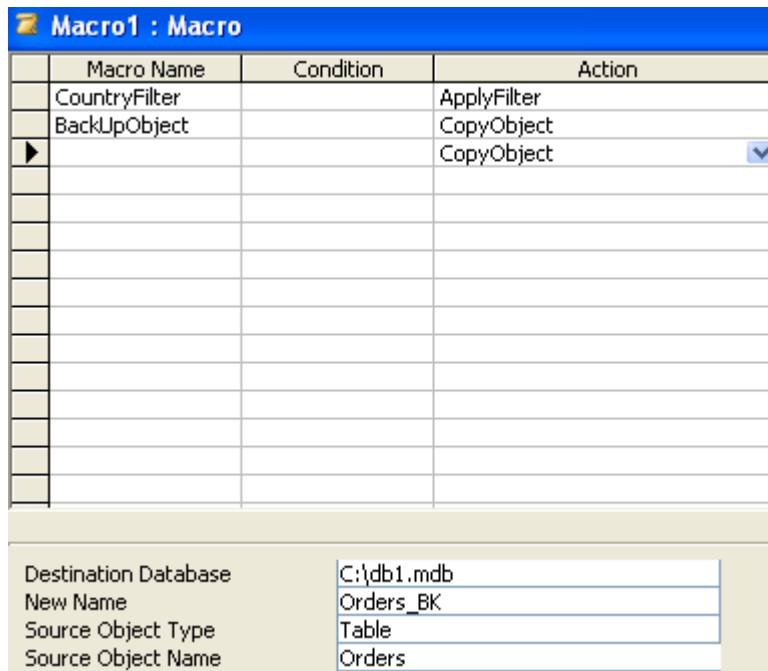 Macro1 : Macro
Macro Name Condition Action
CountryFilter ApplyFilter
BackUpObject CopyObject
CopyObject
Destination Database C:\db1.mdb
New Name Orders_BK
Source Object Type Table
Source Object Name Orders